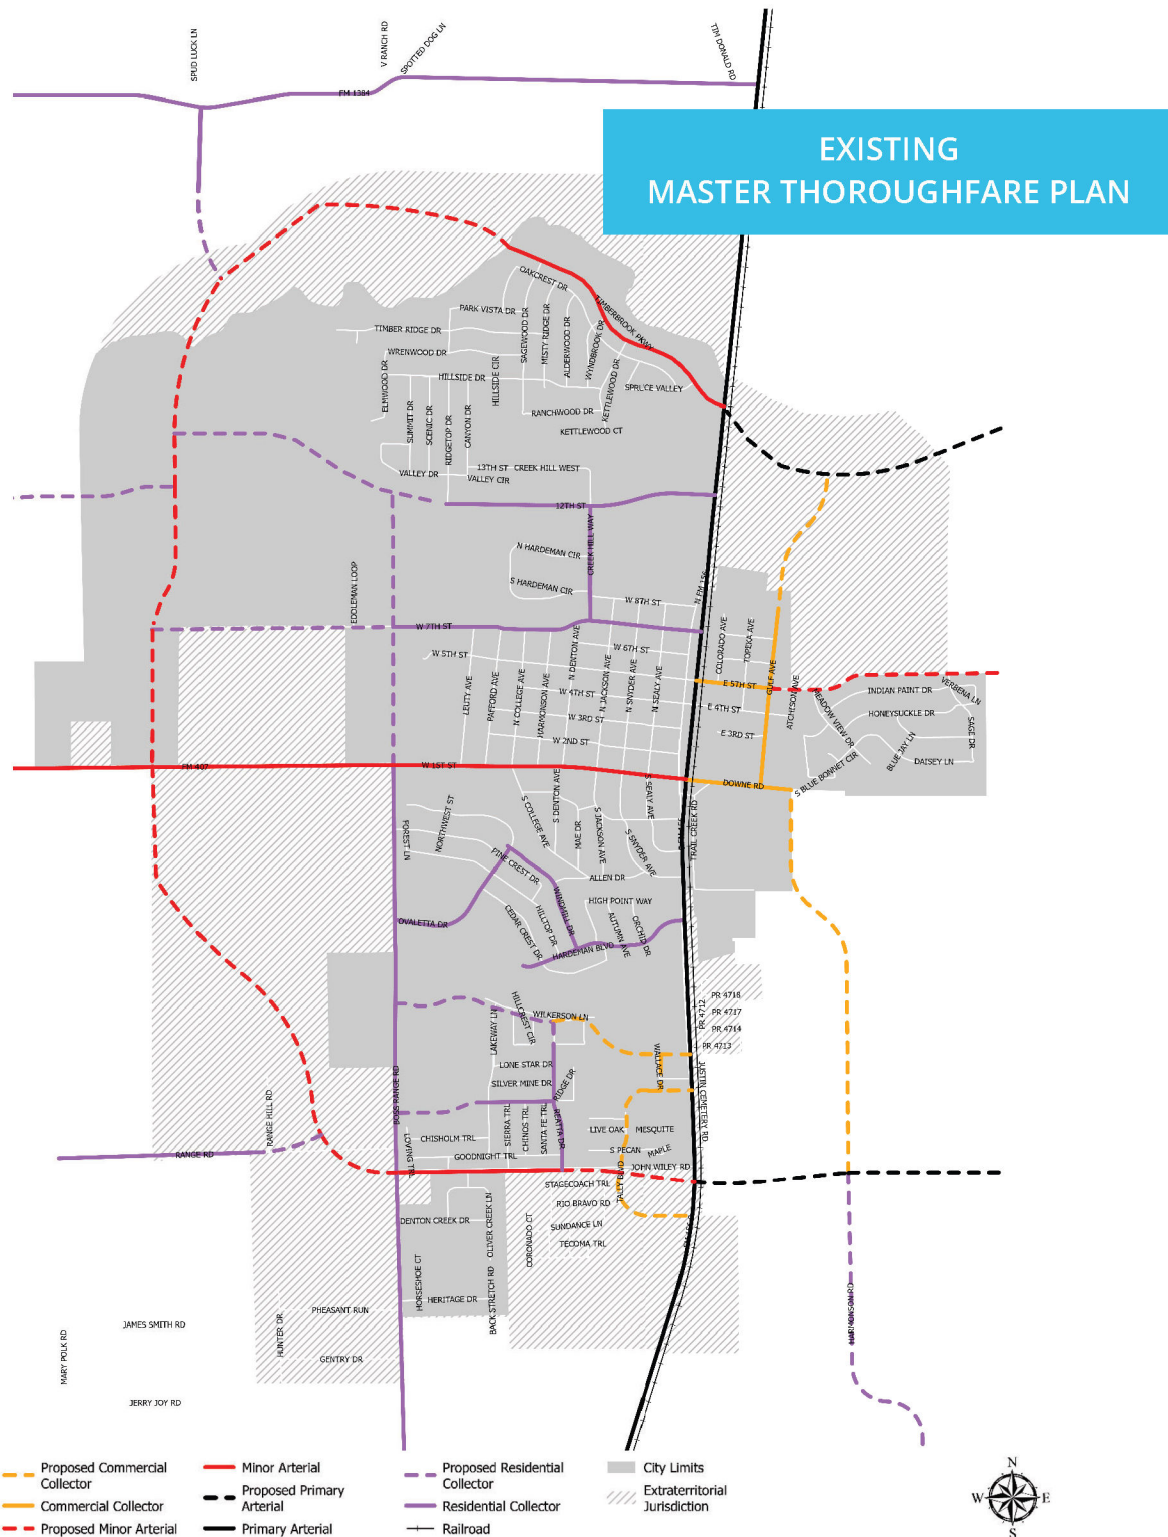 SPUD LUCK LN
V RANCH RD
SPOTTED DOG LN
TIM DONALD RD
FM 1384
EXISTING
MASTER THOROUGHFARE PLAN
OAKCREST DR
TIMBERBROOK PKWY
PARK VISTA DR
SAGEWOOD DR
MISTY RIDGE DR
ALDERWOOD DR
WYNDBROOK DR
TIMBER RIDGE DR
WRENWOOD DR
ELMWOOD DR
HILLSIDE DR
HILLSIDE CIR
KETTLEWOOD DR
SPRUCE VALLEY
SUMMIT DR
SCENIC DR
RIDGETOP DR
CANYON DR
RANCHWOOD DR
KETTLEWOOD CT
VALLEY DR
13TH ST
CREEK HILL WEST
VALLEY CIR
12TH ST
CREEK HILL WAY
N HARDEMAN CIR
S HARDEMAN CIR
EDDLEMAN LOOP
W 8TH ST
N FM 156
W 7TH ST
W 6TH ST
W 5TH ST
COLORADO AVE
TOPEKA AVE
GULF AVE
ATCHISON AVE
LEUTY AVE
PAFFORD AVE
N COLLEGE AVE
HARMONSON AVE
N DENTON AVE
N JACKSON AVE
N SNYDER AVE
N SEALY AVE
W 4TH ST
W 3RD ST
W 2ND ST
E 5TH ST
E 4TH ST
E 3RD ST
MEADOW VIEW DR
INDIAN PAINT DR
VERBENA LN
HONEYSUCKLE DR
SAGE DR
BLUE JAY LN
DAISEY LN
S BLUE BONNET CIR
FM 407
W 1ST ST
DOWNE RD
FOREST LN
NORTHWEST ST
S COLLEGE AVE
S DENTON AVE
MAE DR
S JACKSON AVE
S SEALY AVE
S SNYDER AVE
TRAIL CREEK RD
PINE CREST DR
ALLEN DR
OVALETTA DR
CEDAR CREST DR
HILLTOP DR
WINDMILL DR
HIGH POINT WAY
AUTUMN AVE
ORCHID DR
HARDEMAN BLVD
PR 4718
PR 4712
PR 4717
PR 4714
PR 4713
LAKEWAY LN
HILLCREST CIR
WILKERSON LN
WALLACE DR
LONE STAR DR
SILVER MINE DR
RIDGE DR
JUSTIN CEMETERY RD
BOSS RANGE RD
RANGE HILL RD
RANGE RD
LOVING TRL
CHISHOLM TRL
SIERRA TRL
CHINOS TRL
SANTA FE TRL
REATTA DR
LIVE OAK
MESQUITE
GOODNIGHT TRL
S PECAN
MAPLE
JOHN WILEY RD
STAGECOACH TRL
TALLY BLVD
RIO BRAVO RD
DENTON CREEK DR
OLIVER CREEK LN
CORONADO CT
SUNDANCE LN
TECOMA TRL
HORSESHOE CT
BACK STRETCH RD
HERITAGE DR
HARMONSON RD
PHEASANT RUN
HUNTER DR
GENTRY DR
JAMES SMITH RD
MARY POLK RD
JERRY JOY RD
Proposed Commercial
Collector
Commercial Collector
Proposed Minor Arterial
Minor Arterial
Proposed Primary
Arterial
Primary Arterial
Proposed Residential
Collector
Residential Collector
Railroad
City Limits
Extraterritorial
Jurisdiction
N
W
E
S